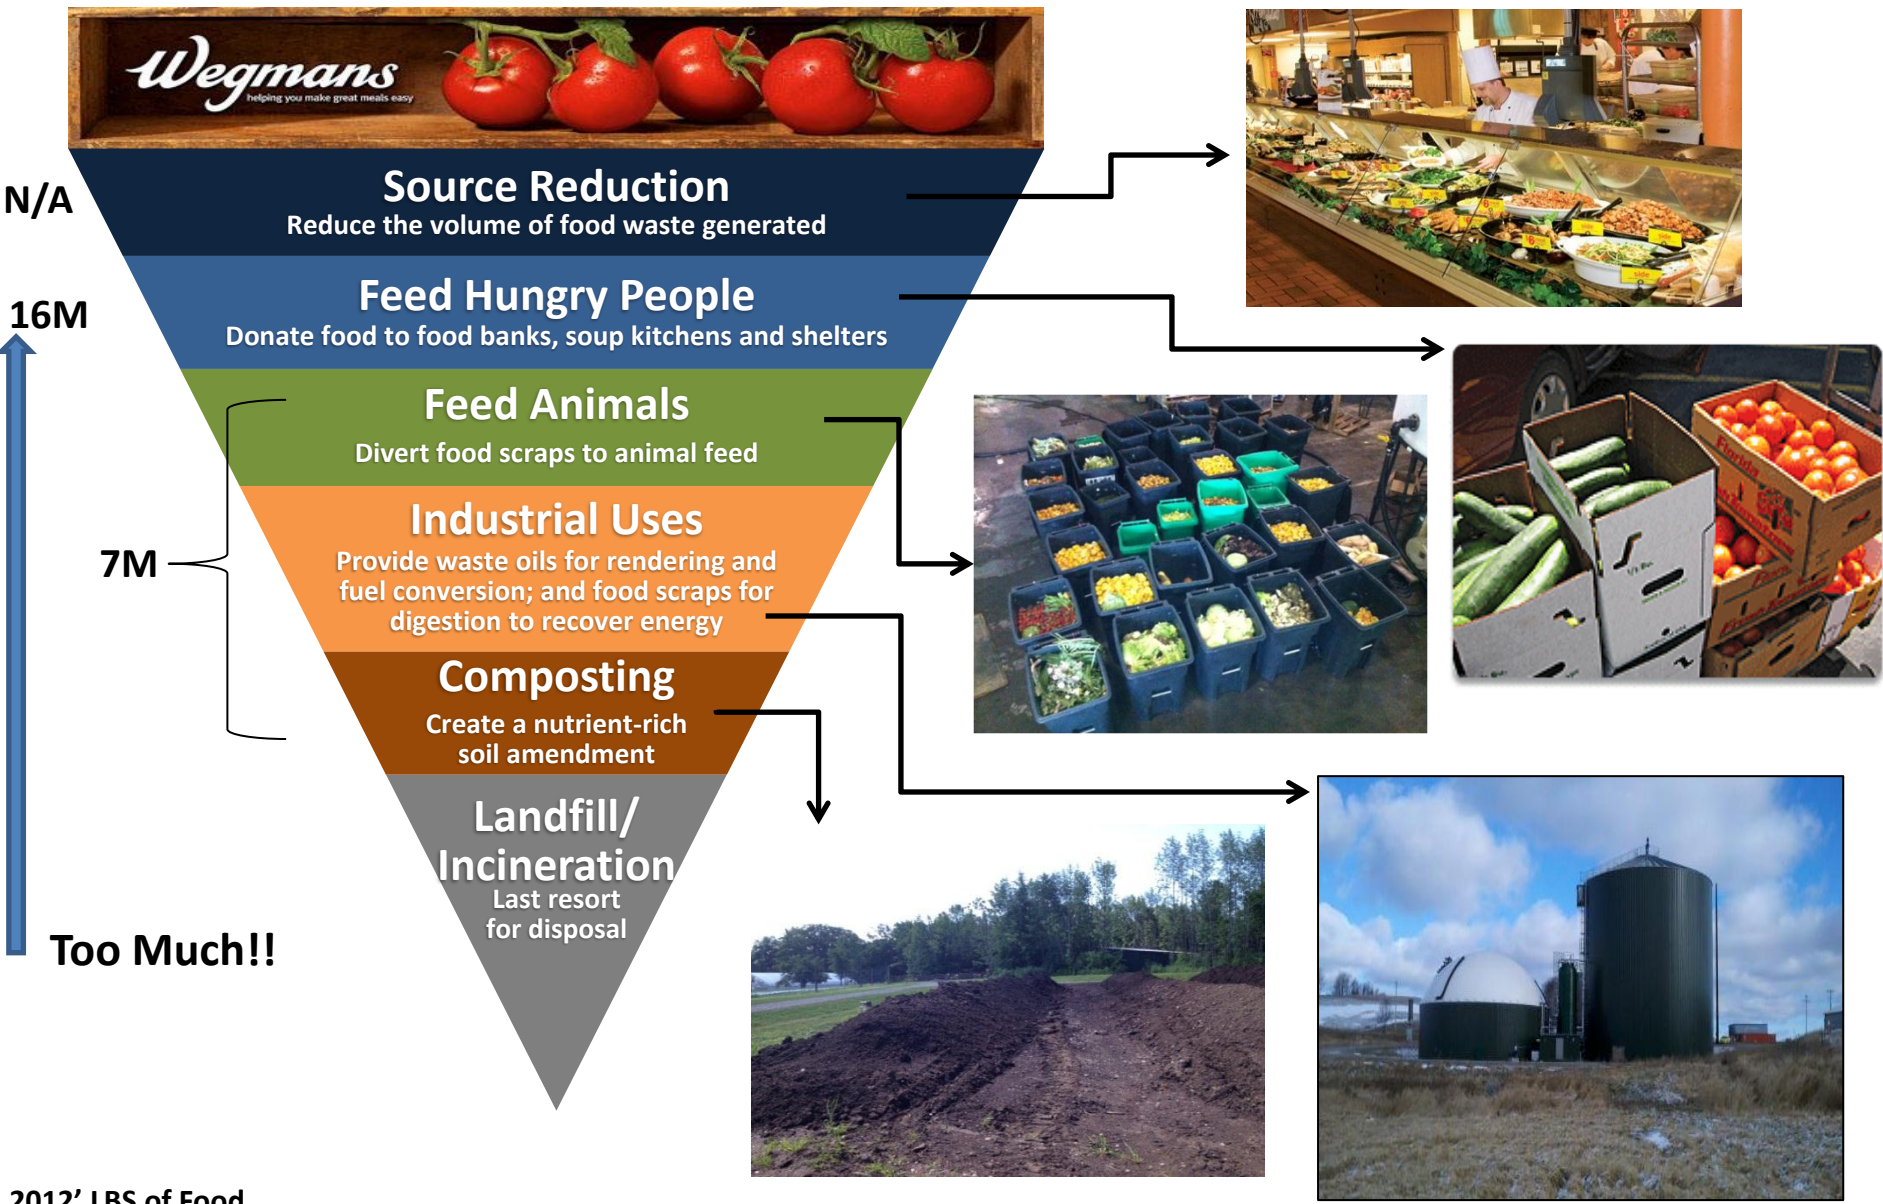 Wegmans
helping you make great meals easy
N/A
Source Reduction
Reduce the volume of food waste generated
16M
Feed Hungry People
Donate food to food banks, soup kitchens and shelters
Feed Animals
Divert food scraps to animal feed
7M
Industrial Uses
Provide waste oils for rendering and
fuel conversion; and food scraps for
digestion to recover energy
Composting
Create a nutrient-rich
soil amendment
Landfill/
Incineration
Last resort
for disposal
Too Much!!
2012’ LBS of Food
side
side
Florida